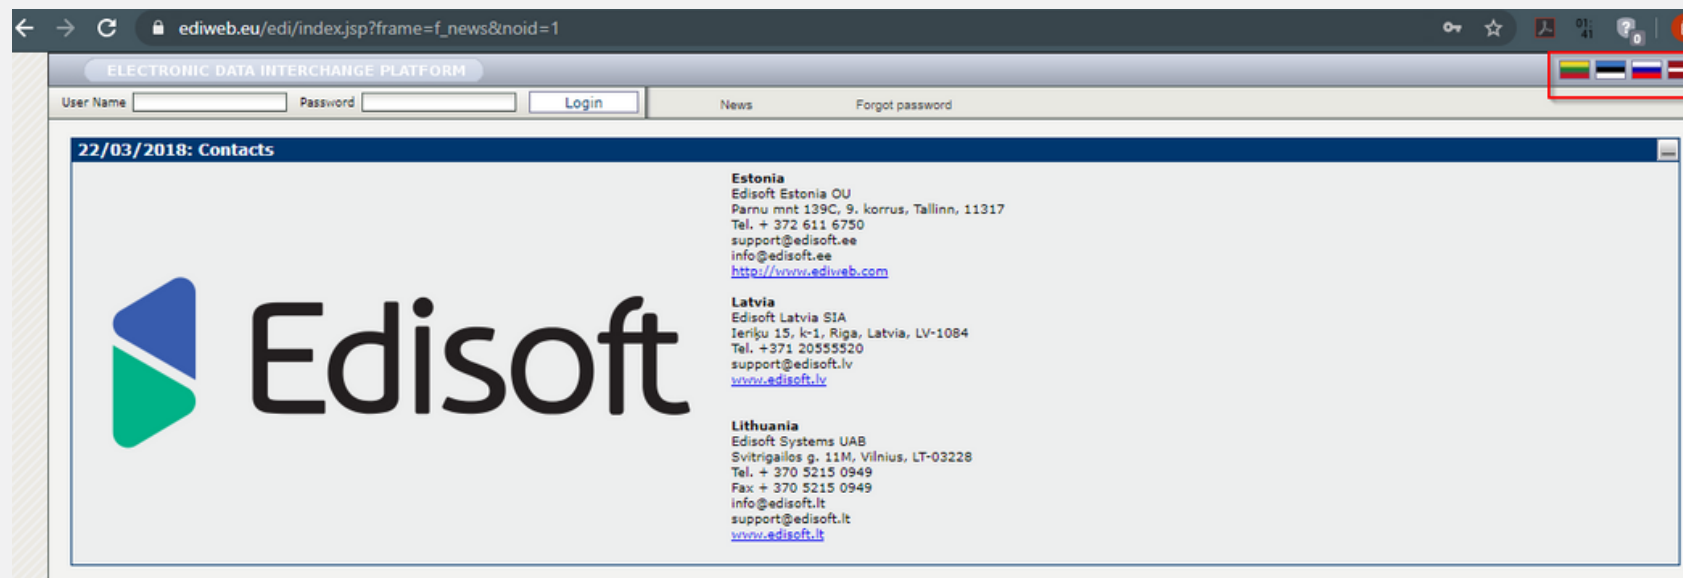 ediweb.eu/edi/index.jsp?frame=f_news&noid=1
ELECTRONIC DATA INTERCHANGE PLATFORM
User Name Password Login News Forgot password
22/03/2018: Contacts
Edisoft
Estonia
Edisoft Estonia OU
Parnu mnt 139C, 9. korrus, Tallinn, 11317
Tel. + 372 611 6750
support@edisoft.ee
info@edisoft.ee
http://www.ediweb.com
Latvia
Edisoft Latvia SIA
Ieriķu 15, k-1, Riga, Latvia, LV-1084
Tel. +371 20555520
support@edisoft.lv
www.edisoft.lv
Lithuania
Edisoft Systems UAB
Svitrigailos g. 11M, Vilnius, LT-03228
Tel. + 370 5215 0949
Fax + 370 5215 0949
info@edisoft.lt
support@edisoft.lt
www.edisoft.lt